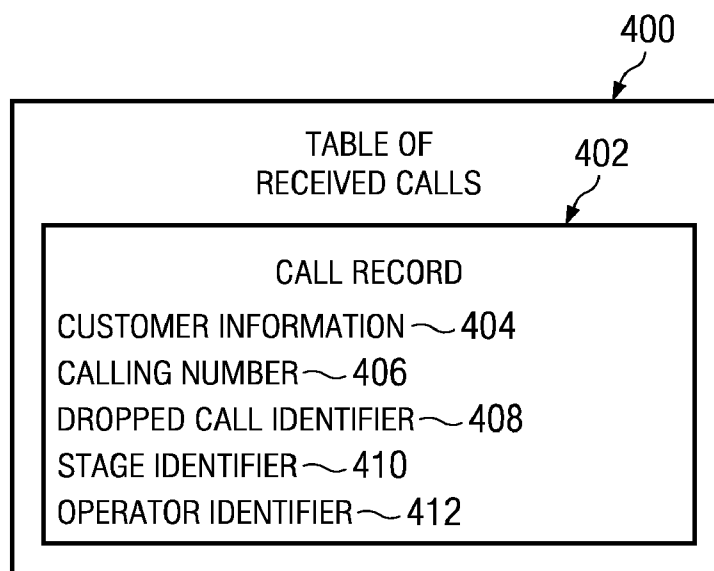 400
TABLE OF
RECEIVED CALLS
402
CALL RECORD
CUSTOMER INFORMATION 404
CALLING NUMBER 406
DROPPED CALL IDENTIFIER 408
STAGE IDENTIFIER 410
OPERATOR IDENTIFIER 412